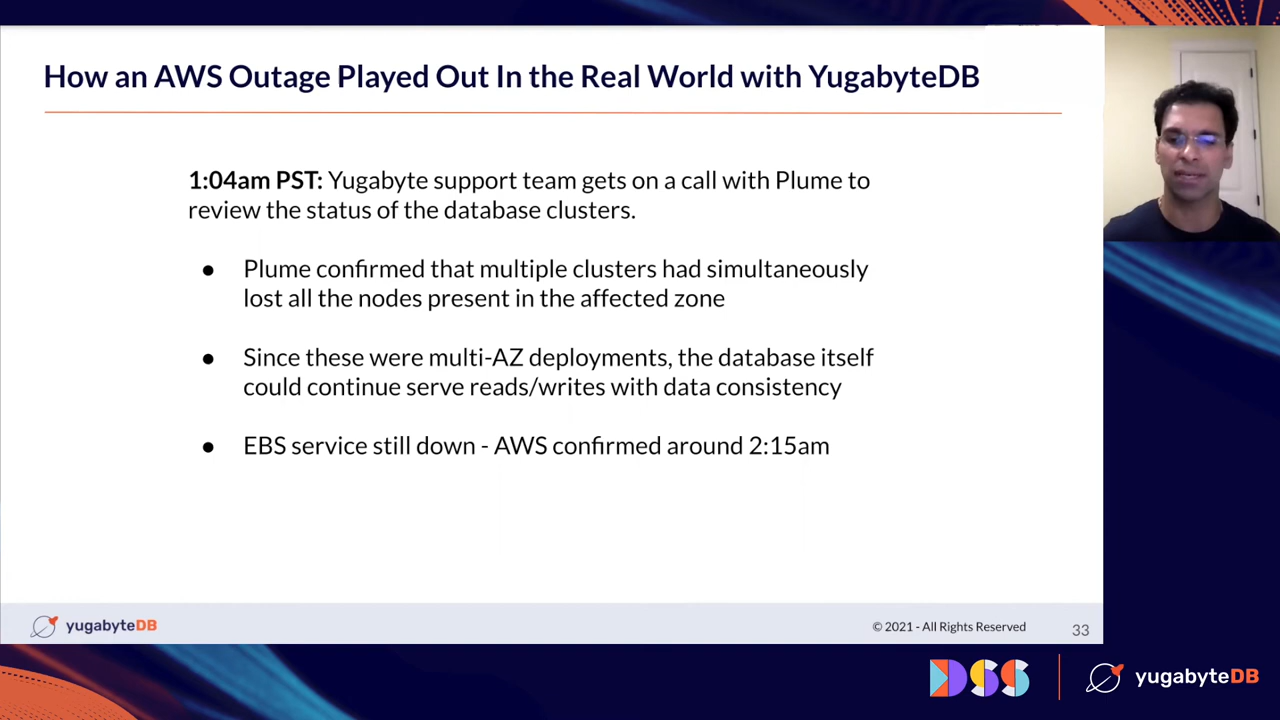 How an AWS Outage Played Out In the Real World with YugabyteDB
1:04am PST: Yugabyte support team gets on a call with Plume to
review the status of the database clusters.
● Plume confirmed that multiple clusters had simultaneously
lost all the nodes present in the affected zone
● Since these were multi-AZ deployments, the database itself
could continue serve reads/writes with data consistency
● EBS service still down - AWS confirmed around 2:15am
yugabyteDB
© 2021 - All Rights Reserved
33
DSS
yugabyteDB